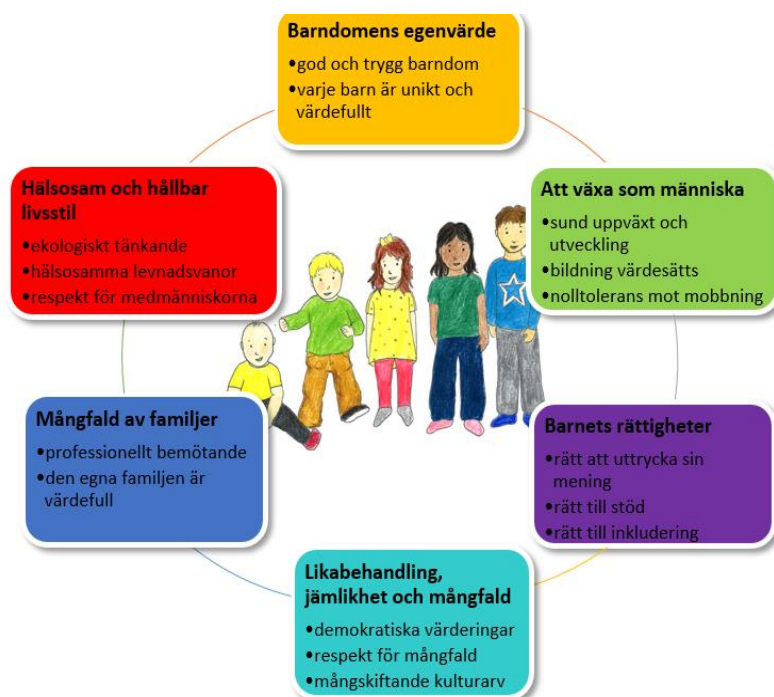 Barndomens egenvärde
•god och trygg barndom
•varje barn är unikt och
värdefullt
Att växa som människa
•sund uppväxt och
utveckling
•bildning värdesätts
•nolltolerans mot mobbning
Barnets rättigheter
•rätt att uttrycka sin
mening
•rätt till stöd
•rätt till inkludering
Likabehandling,
jämlikhet och mångfald
•demokratiska värderingar
•respekt för mångfald
•mångskiftande kulturarv
Mångfald av familjer
•professionellt bemötande
•den egna familjen är
värdefull
Hälsosam och hållbar
livsstil
•ekologiskt tänkande
•hälsosamma levnadsvanor
•respekt för medmänniskorna